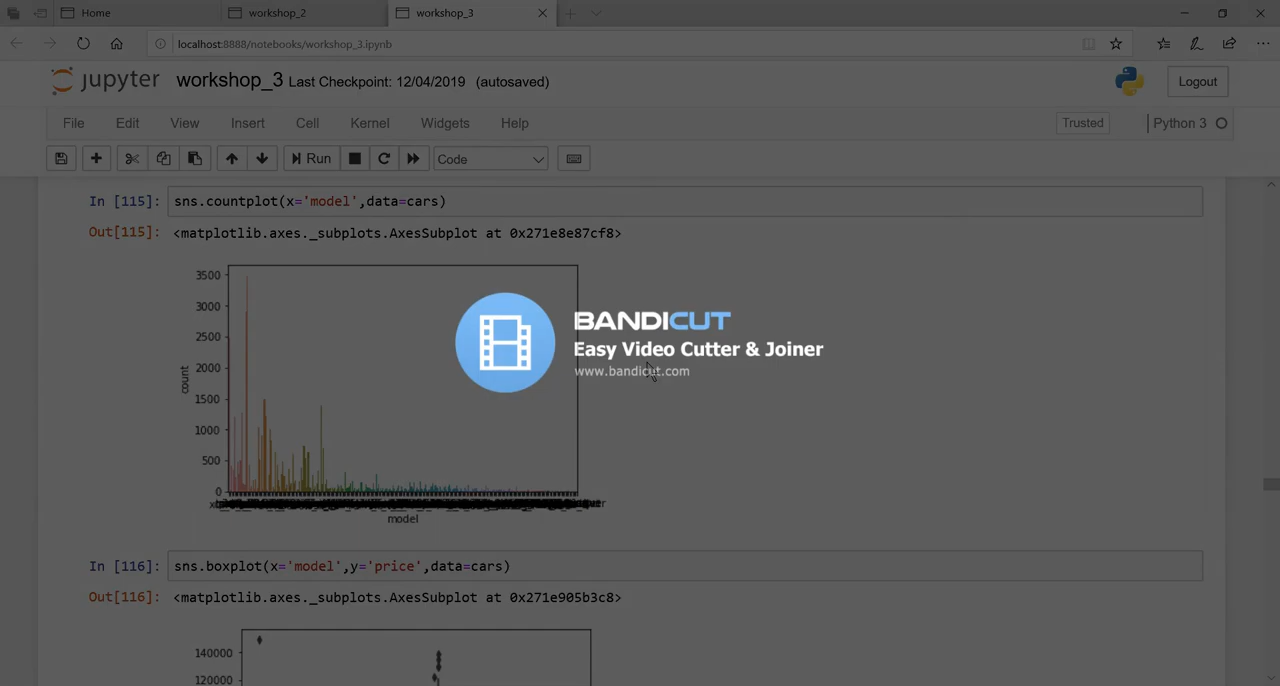 Home
workshop_2
workshop_3
localhost:8888/notebooks/workshop_3.ipynb
jupyter workshop_3 Last Checkpoint: 12/04/2019 (autosaved)
Logout
File Edit View Insert Cell Kernel Widgets Help
Trusted
Python 3
Run
Code
In [115]: sns.countplot(x='model',data=cars)
Out[115]: <matplotlib.axes._subplots.AxesSubplot at 0x271e8e87cf8>
3500
3000
2500
2000
1500
1000
500
0
count
model
BANDICUT
Easy Video Cutter & Joiner
www.bandicut.com
In [116]: sns.boxplot(x='model',y='price',data=cars)
Out[116]: <matplotlib.axes._subplots.AxesSubplot at 0x271e905b3c8>
140000
120000